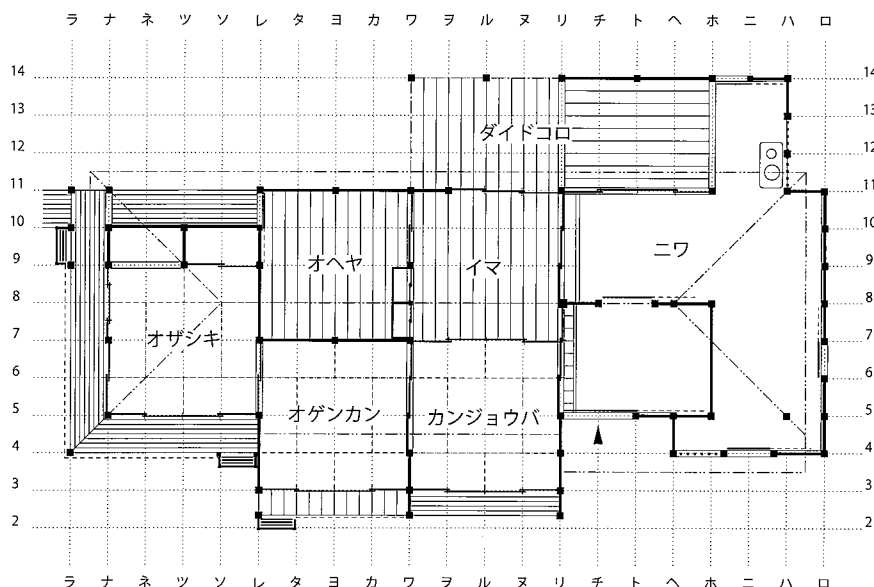 ラ ナ ネ ツ ソ レ タ ヨ カ ワ ヲ ル ヌ リ チ ト ヘ ホ ニ ハ ロ
14 14
13 13
ダイドコロ
12 12
11 11
10 10
オヘヤ イマ ニワ
9 9
8 8
オザシキ
7 7
6 6
オゲンカン カンジョウバ
5 5
4 4
3 3
2 2
ラ ナ ネ ツ ソ レ タ ヨ カ ワ ヲ ル ヌ リ チ ト ヘ ホ ニ ハ ロ